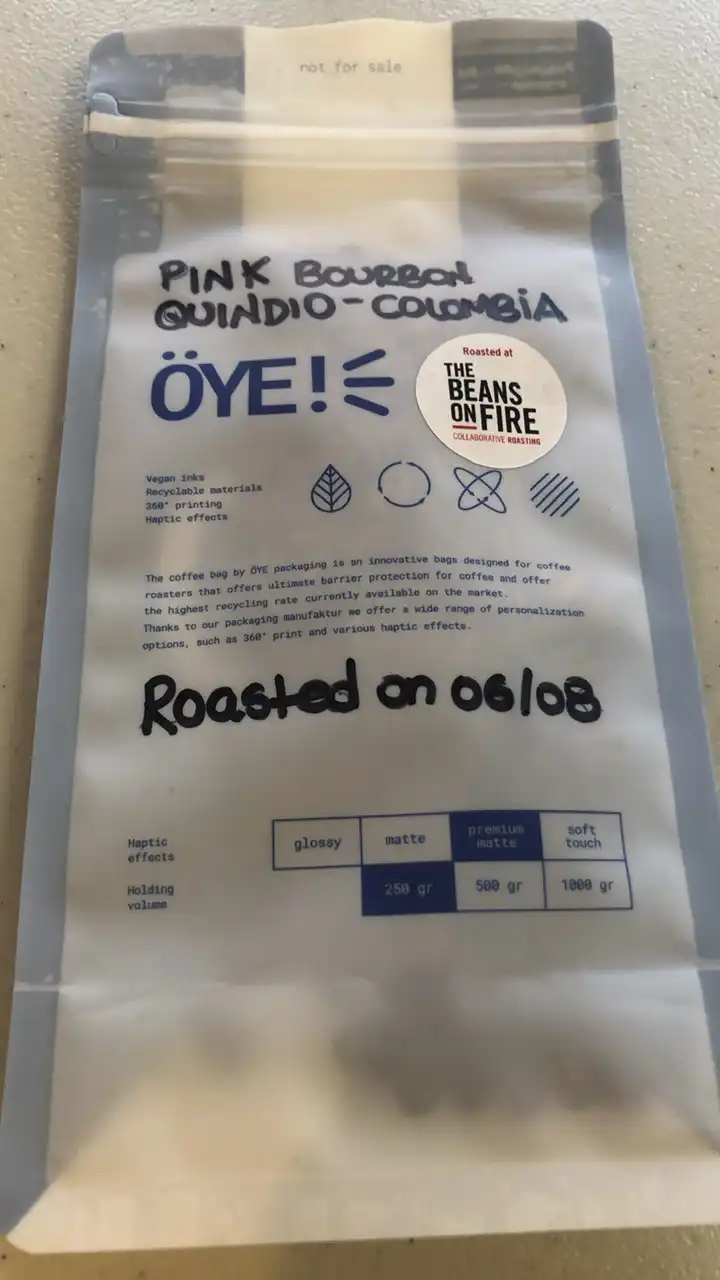 not for sale
PINK BOURBON
QUINDIO-COLOMBIA
ÖYE!
Roasted at
THE
BEANS
ON FIRE
COLLABORATIVE ROASTING
Vegan inks
Recyclable materials
360° printing
Haptic effects
The coffee bag by ÖYE packaging is an innovative bags designed for coffee
roasters that offers ultimate barrier protection for coffee and offer
the highest recycling rate currently available on the market.
Thanks to our packaging manufaktur we offer a wide range of personalization
options, such as 360° print and various haptic effects.
Roasted on 06/08
Haptic
effects
glossy
matte
premium
matte
soft
touch
Holding
volume
250 gr
500 gr
1000 gr